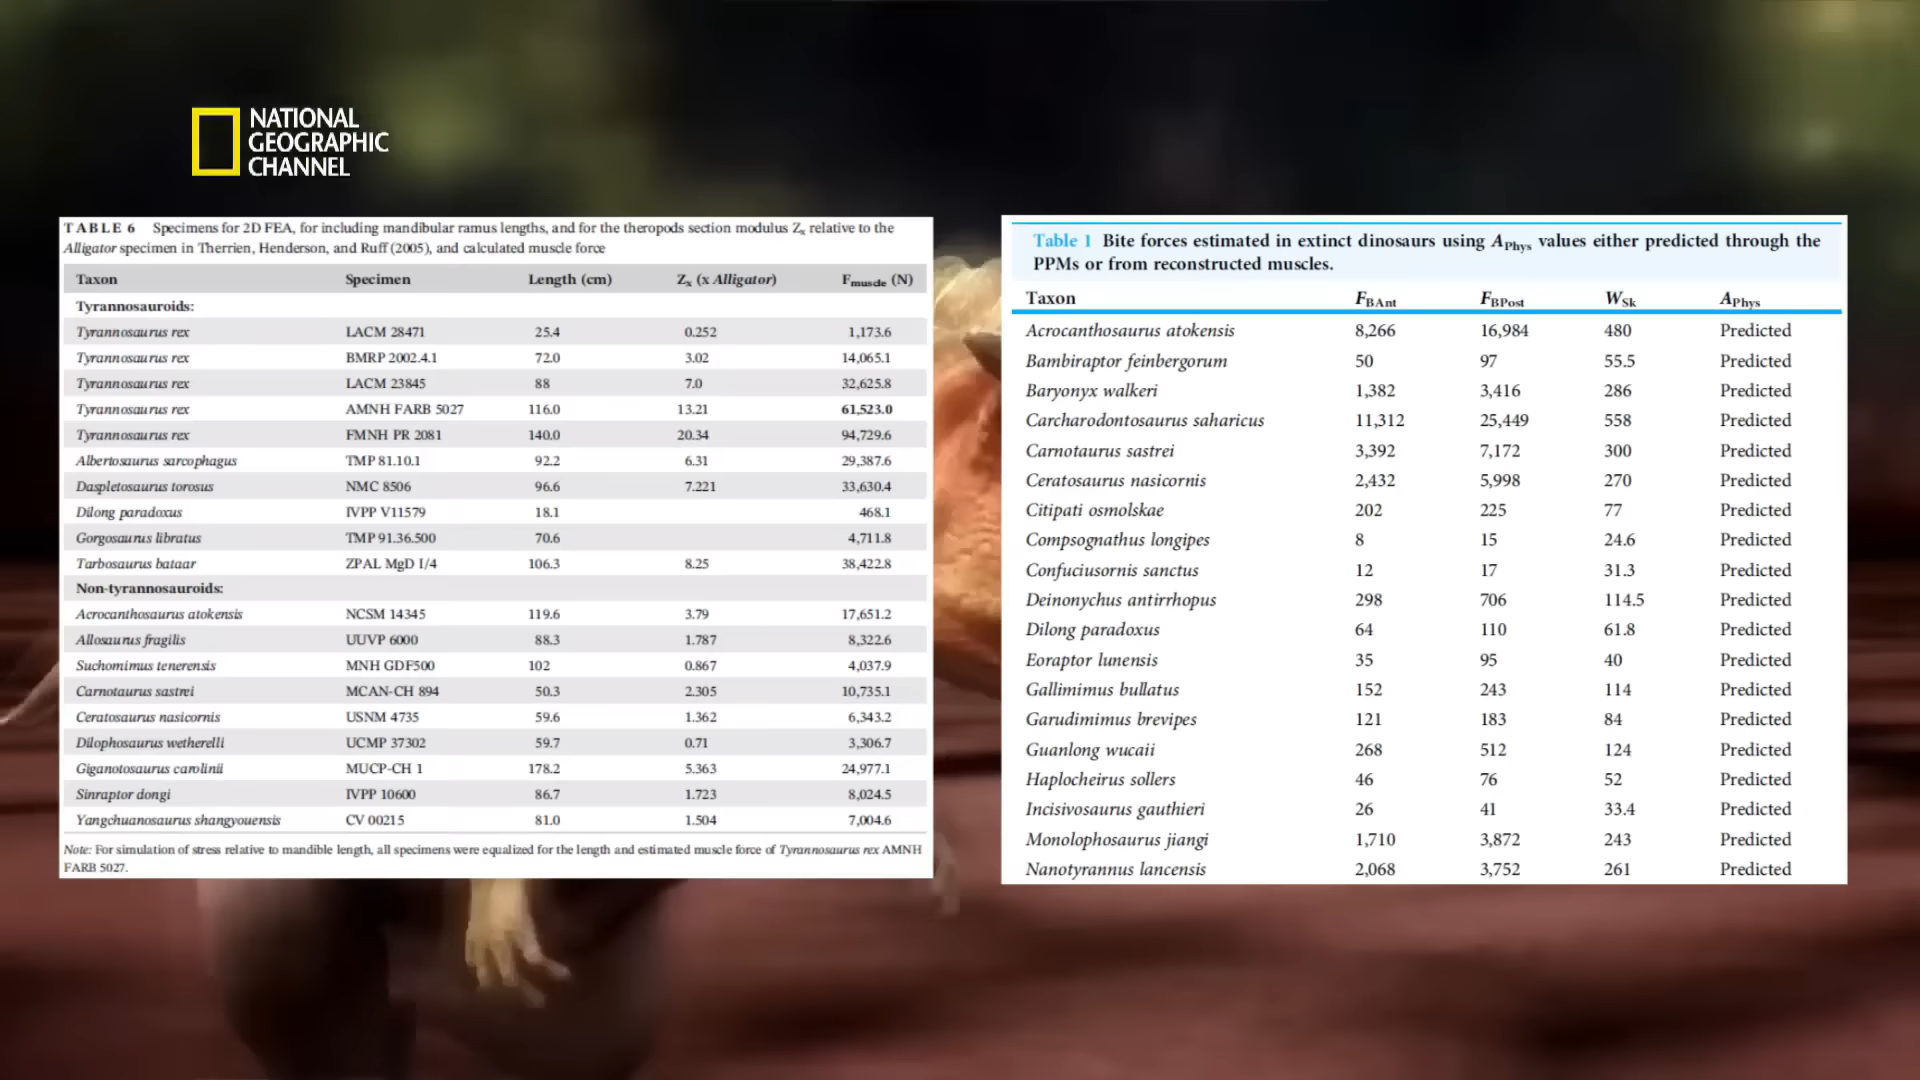 NATIONAL
GEOGRAPHIC
CHANNEL
TABLE 6 Specimens for 2D FEA, for including mandibular ramus lengths, and for the theropods section modulus Zx relative to the
Alligator specimen in Therrien, Henderson, and Ruff (2005), and calculated muscle force
Taxon Specimen Length (cm) Zx (x Alligator) Fmuscle (N)
Tyrannosauroids:
Tyrannosaurus rex LACM 28471 25.4 0.252 1,173.6
Tyrannosaurus rex BMRP 2002.4.1 72.0 3.02 14,065.1
Tyrannosaurus rex LACM 23845 88 7.0 32,625.8
Tyrannosaurus rex AMNH FARB 5027 116.0 13.21 61,523.0
Tyrannosaurus rex FMNH PR 2081 140.0 20.34 94,729.6
Albertosaurus sarcophagus TMP 81.10.1 92.2 6.31 29,387.6
Daspletosaurus torosus NMC 8506 96.6 7.221 33,630.4
Dilong paradoxus IVPP V11579 18.1 468.1
Gorgosaurus libratus TMP 91.36.500 70.6 4,711.8
Tarbosaurus bataar ZPAL MgD I/4 106.3 8.25 38,422.8
Non-tyrannosauroids:
Acrocanthosaurus atokensis NCSM 14345 119.6 3.79 17,651.2
Allosaurus fragilis UUVP 6000 88.3 1.787 8,322.6
Suchomimus tenerensis MNH GDF500 102 0.867 4,037.9
Carnotaurus sastrei MCAN-CH 894 50.3 2.305 10,735.1
Ceratosaurus nasicornis USNM 4735 59.6 1.362 6,343.2
Dilophosaurus wetherelli UCMP 37302 59.7 0.71 3,306.7
Giganotosaurus carolinii MUCP-CH 1 178.2 5.363 24,977.1
Sinraptor dongi IVPP 10600 86.7 1.723 8,024.5
Yangchuanosaurus shangyouensis CV 00215 81.0 1.504 7,004.6
Note: For simulation of stress relative to mandible length, all specimens were equalized for the length and estimated muscle force of Tyrannosaurus rex AMNH
FARB 5027.
Table 1 Bite forces estimated in extinct dinosaurs using APhys values either predicted through the
PPMs or from reconstructed muscles.
Taxon FBAnt FBPost WSk APhys
Acrocanthosaurus atokensis 8,266 16,984 480 Predicted
Bambiraptor feinbergorum 50 97 55.5 Predicted
Baryonyx walkeri 1,382 3,416 286 Predicted
Carcharodontosaurus saharicus 11,312 25,449 558 Predicted
Carnotaurus sastrei 3,392 7,172 300 Predicted
Ceratosaurus nasicornis 2,432 5,998 270 Predicted
Citipati osmolskae 202 225 77 Predicted
Compsognathus longipes 8 15 24.6 Predicted
Confuciusornis sanctus 12 17 31.3 Predicted
Deinonychus antirrhopus 298 706 114.5 Predicted
Dilong paradoxus 64 110 61.8 Predicted
Eoraptor lunensis 35 95 40 Predicted
Gallimimus bullatus 152 243 114 Predicted
Garudimimus brevipes 121 183 84 Predicted
Guanlong wucaii 268 512 124 Predicted
Haplocheirus sollers 46 76 52 Predicted
Incisivosaurus gauthieri 26 41 33.4 Predicted
Monolophosaurus jiangi 1,710 3,872 243 Predicted
Nanotyrannus lancensis 2,068 3,752 261 Predicted